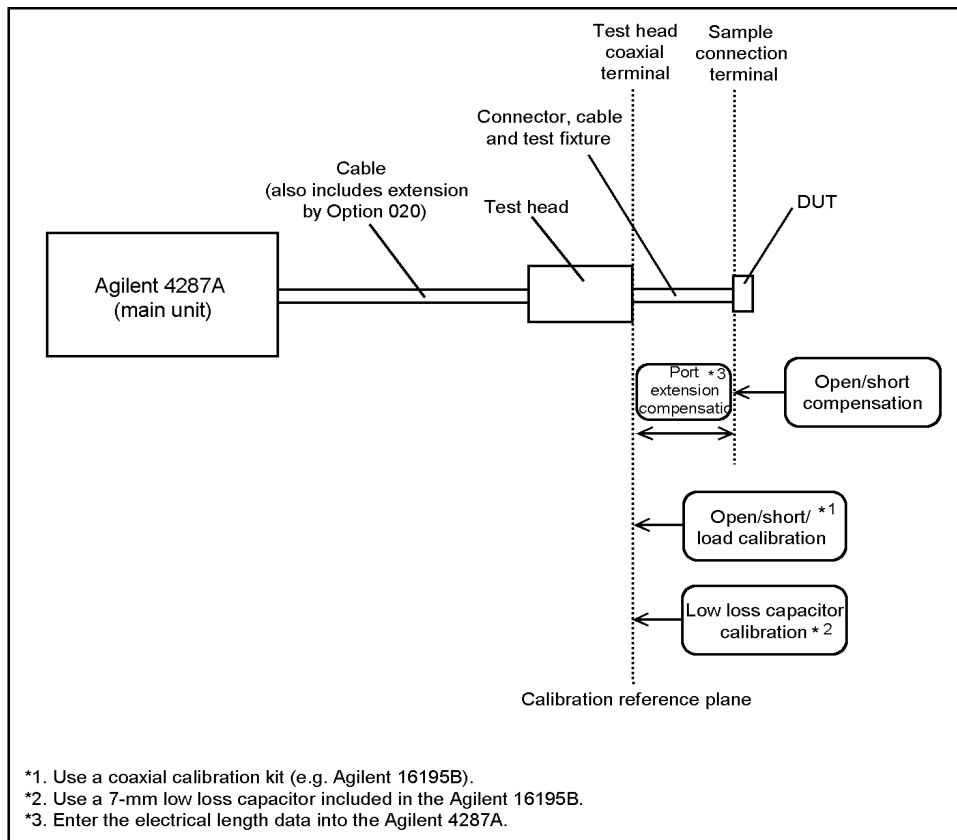 Test head
coaxial
terminal
Sample
connection
terminal
Connector, cable
and test fixture
Cable
(also includes extension
by Option 020)
Test head
DUT
Agilent 4287A
(main unit)
Port *3
extension
compensatio
Open/short
compensation
Open/short/ *1
load calibration
Low loss capacitor
calibration *2
Calibration reference plane
*1. Use a coaxial calibration kit (e.g. Agilent 16195B).
*2. Use a 7-mm low loss capacitor included in the Agilent 16195B.
*3. Enter the electrical length data into the Agilent 4287A.